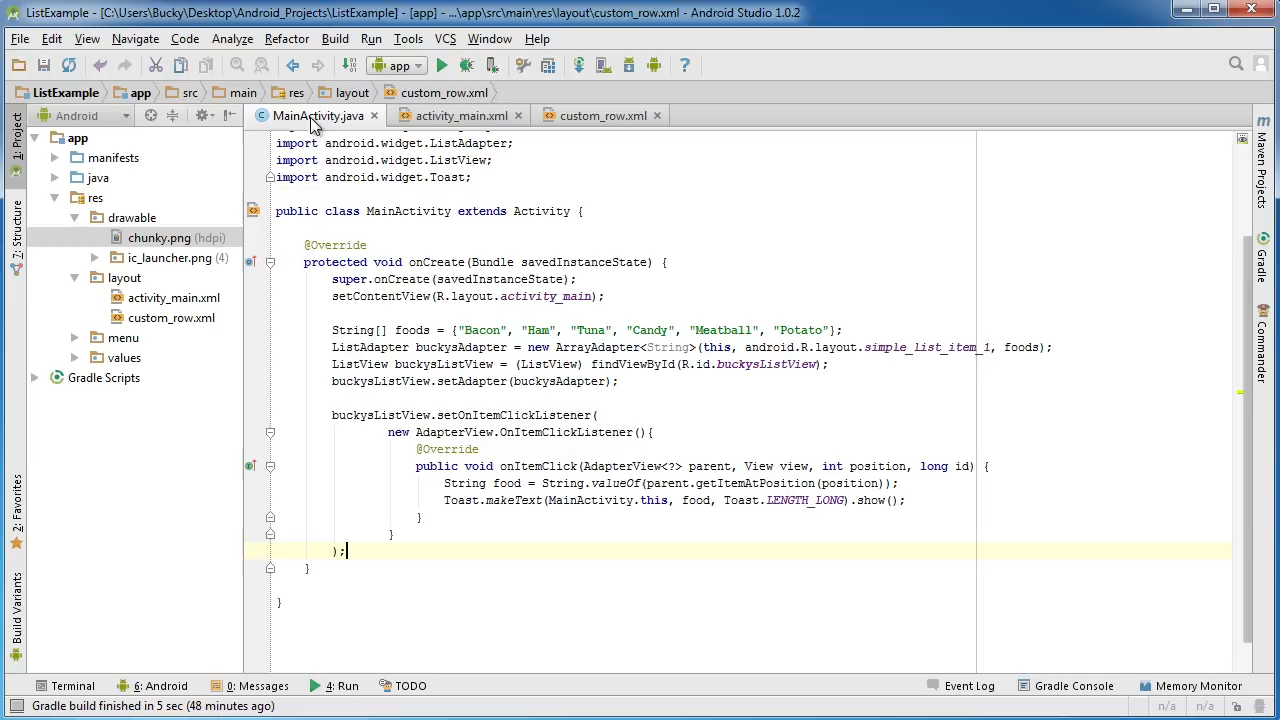 ListExample - [C:\Users\Bucky\Desktop\Android_Projects\ListExample] - [app] - ...\app\src\main\res\layout\custom_row.xml - Android Studio 1.0.2
File Edit View Navigate Code Analyze Refactor Build Run Tools VCS Window Help
app
ListExample app src main res layout custom_row.xml
Android
MainActivity.java activity_main.xml custom_row.xml
1: Project
7: Structure
2: Favorites
Build Variants
app
manifests
java
res
drawable
chunky.png (hdpi)
ic_launcher.png (4)
layout
activity_main.xml
custom_row.xml
menu
values
Gradle Scripts
import android.widget.ListAdapter;
import android.widget.ListView;
import android.widget.Toast;
public class MainActivity extends Activity {
@Override
protected void onCreate(Bundle savedInstanceState) {
super.onCreate(savedInstanceState);
setContentView(R.layout.activity_main);
String[] foods = {"Bacon", "Ham", "Tuna", "Candy", "Meatball", "Potato"};
ListAdapter buckysAdapter = new ArrayAdapter<String>(this, android.R.layout.simple_list_item_1, foods);
ListView buckysListView = (ListView) findViewById(R.id.buckysListView);
buckysListView.setAdapter(buckysAdapter);
buckysListView.setOnItemClickListener(
new AdapterView.OnItemClickListener(){
@Override
public void onItemClick(AdapterView<?> parent, View view, int position, long id) {
String food = String.valueOf(parent.getItemAtPosition(position));
Toast.makeText(MainActivity.this, food, Toast.LENGTH_LONG).show();
}
}
);
}
}
Maven Projects
Gradle
Commander
Terminal 6: Android 0: Messages 4: Run TODO Event Log Gradle Console Memory Monitor
Gradle build finished in 5 sec (48 minutes ago) n/a n/a